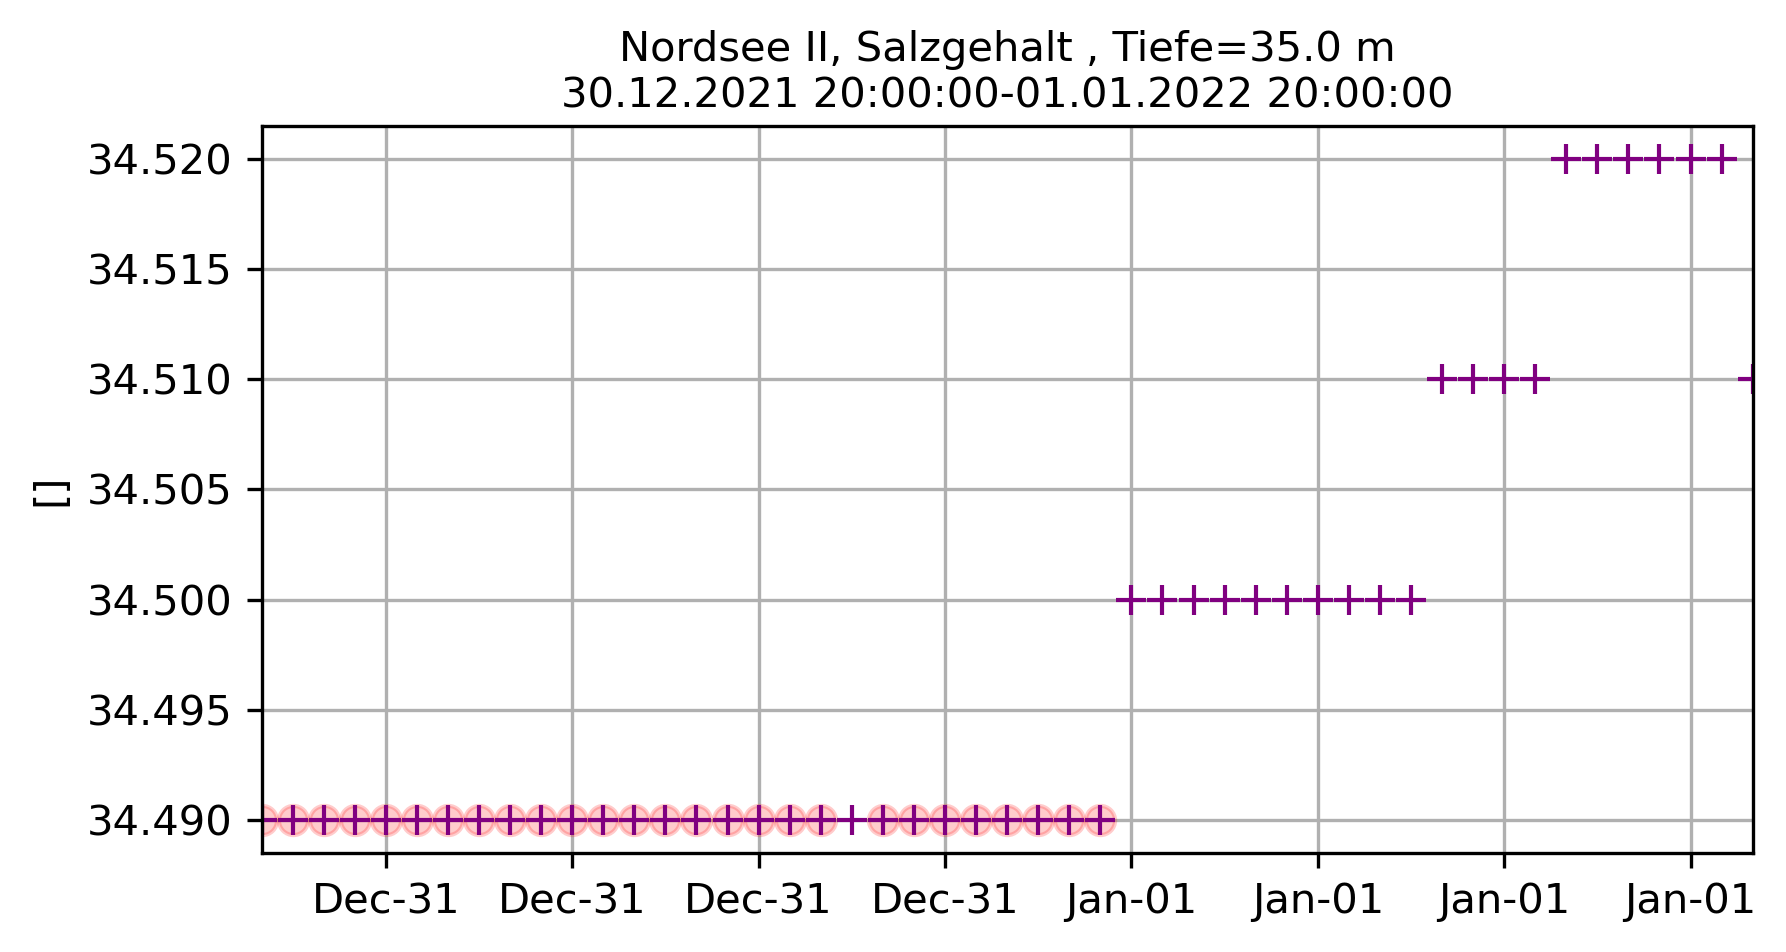 Nordsee II, Salzgehalt , Tiefe=35.0 m
30.12.2021 20:00:00-01.01.2022 20:00:00
34.520
34.515
34.510
34.505
34.500
34.495
34.490
[]
Dec-31 Dec-31 Dec-31 Dec-31 Jan-01 Jan-01 Jan-01 Jan-01